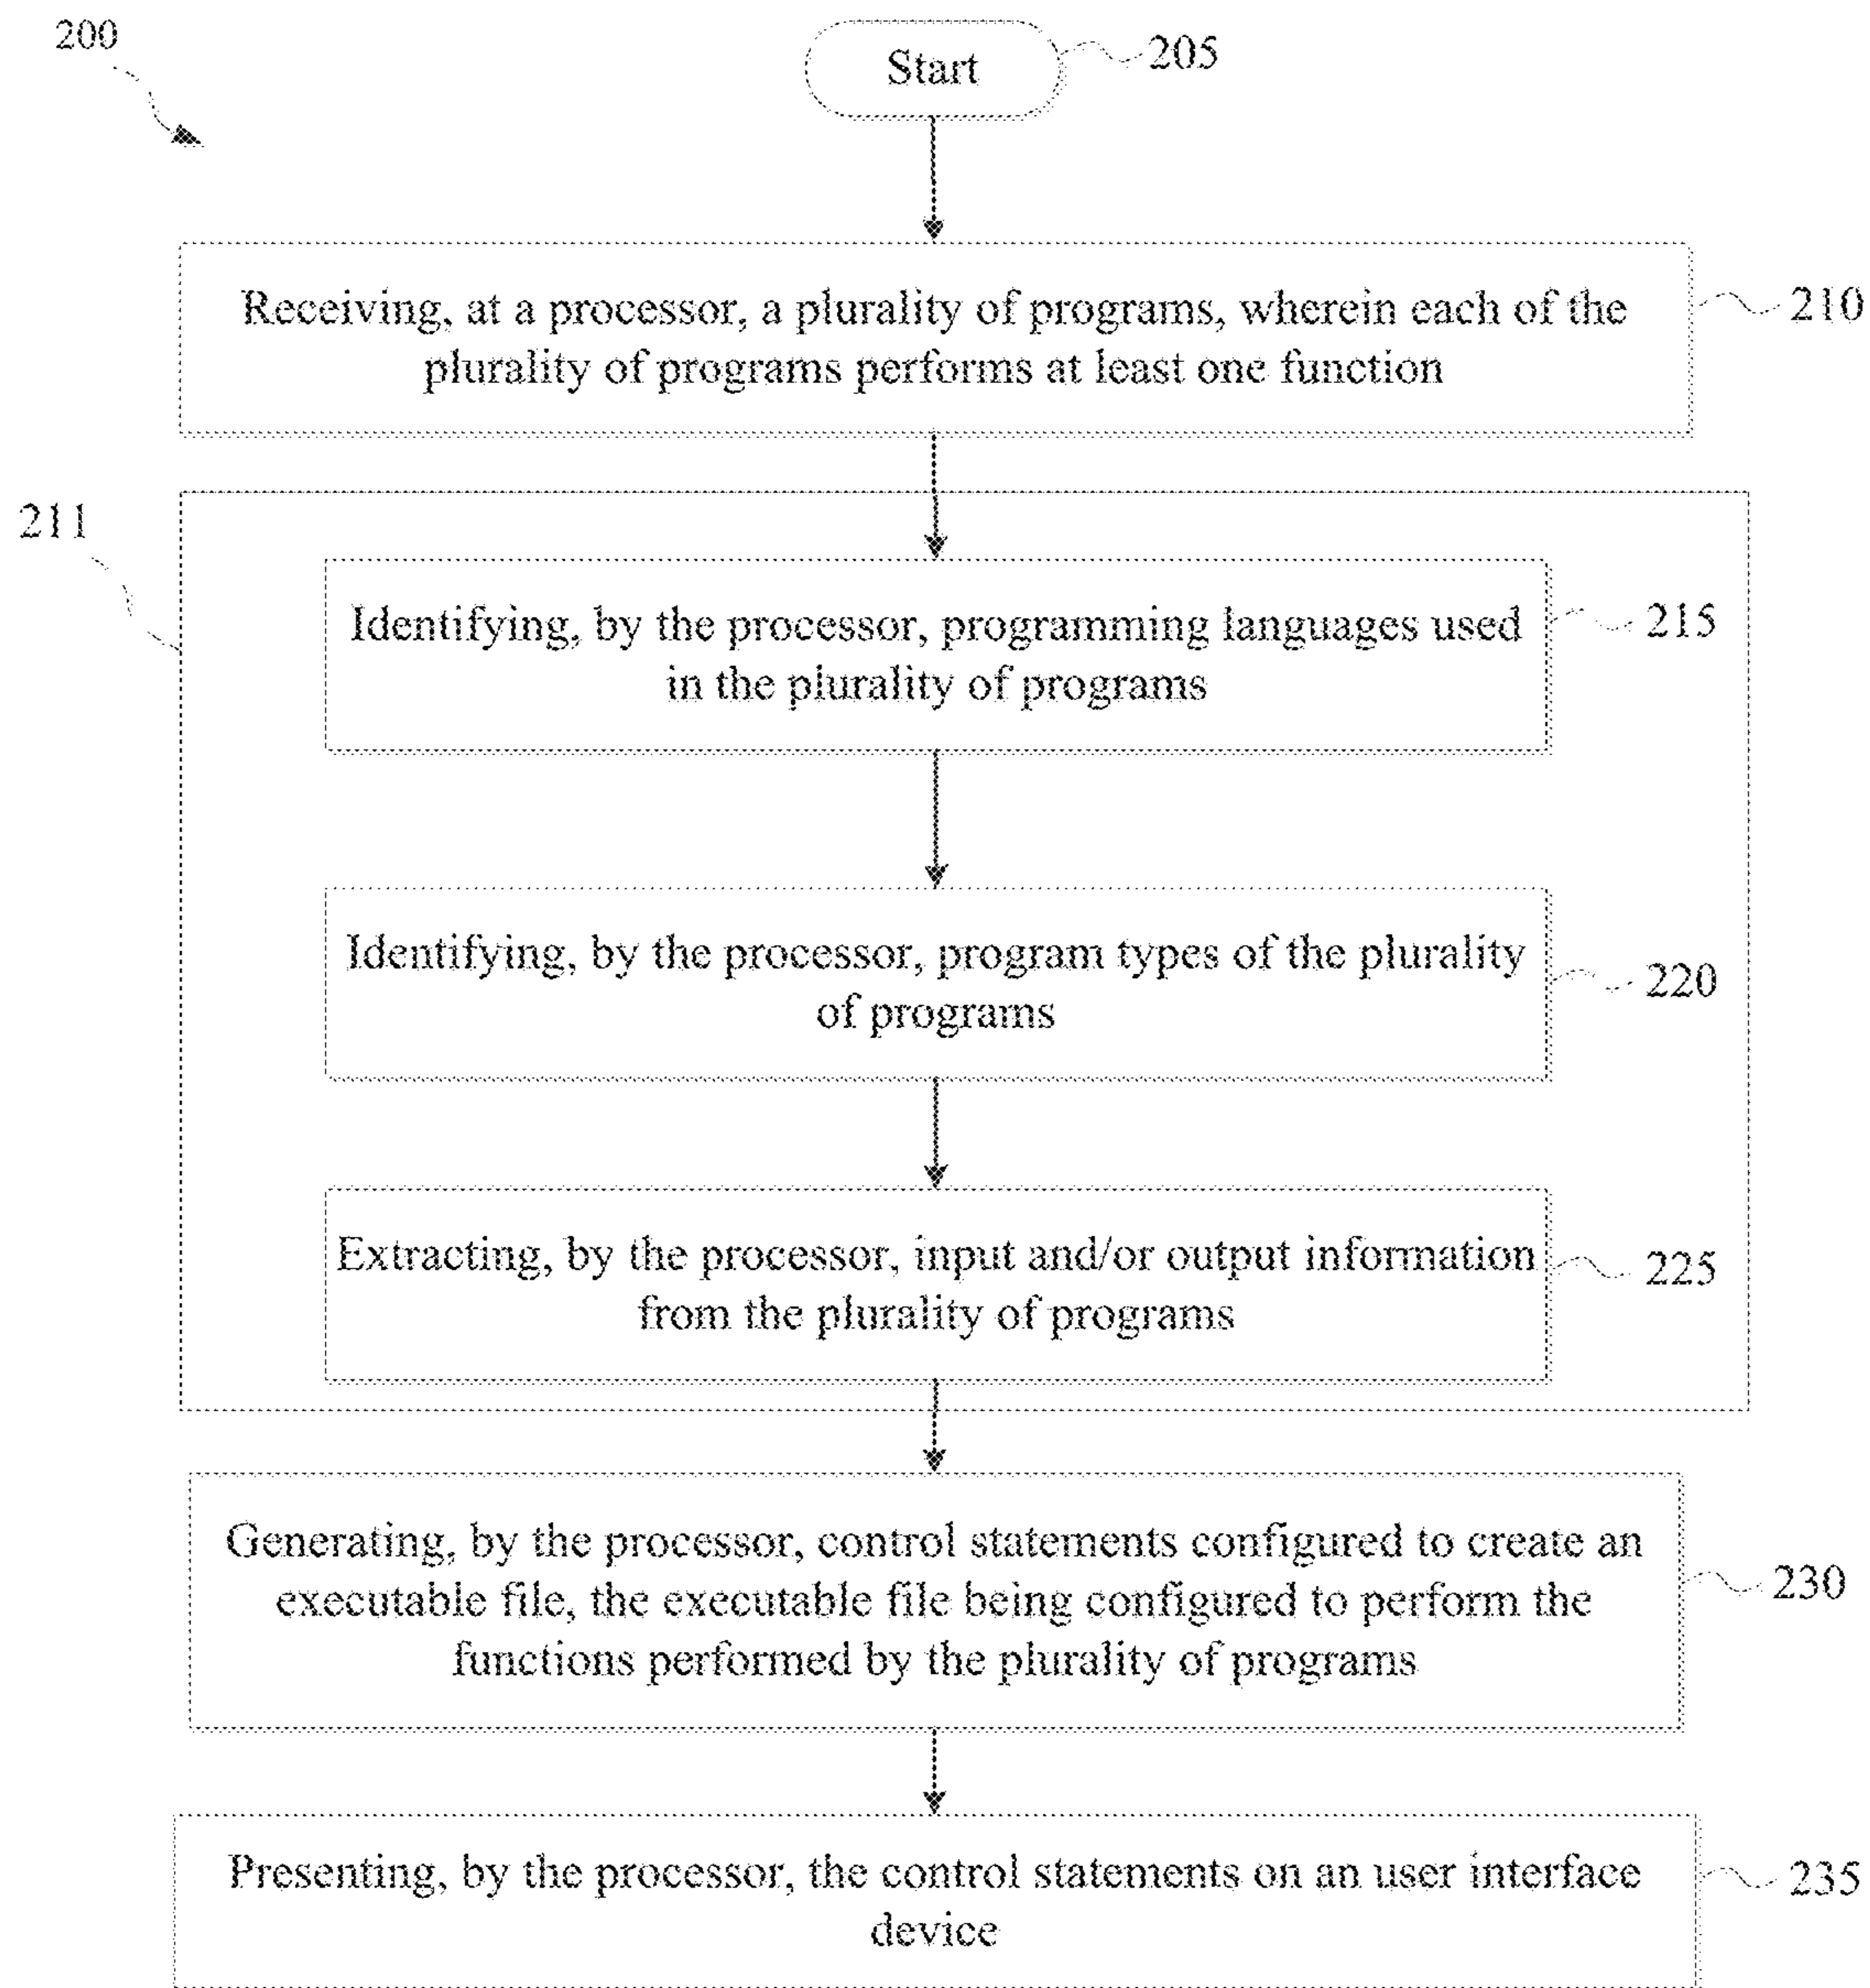 200
Start
205
Receiving, at a processor, a plurality of programs, wherein each of the
plurality of programs performs at least one function
210
211
Identifying, by the processor, programming languages used
in the plurality of programs
215
Identifying, by the processor, program types of the plurality
of programs
220
Extracting, by the processor, input and/or output information
from the plurality of programs
225
Generating, by the processor, control statements configured to create an
executable file, the executable file being configured to perform the
functions performed by the plurality of programs
230
Presenting, by the processor, the control statements on an user interface
device
235